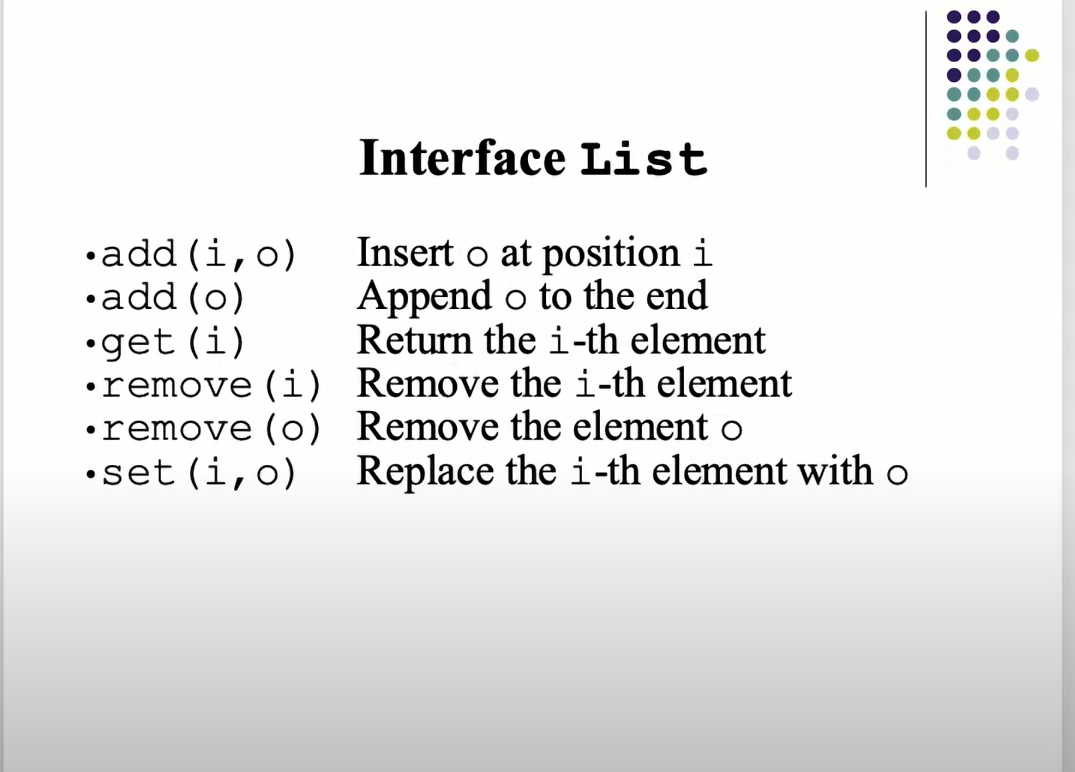 Interface List
•add(i,o) Insert o at position i
•add(o) Append o to the end
•get(i) Return the i-th element
•remove(i) Remove the i-th element
•remove(o) Remove the element o
•set(i,o) Replace the i-th element with o